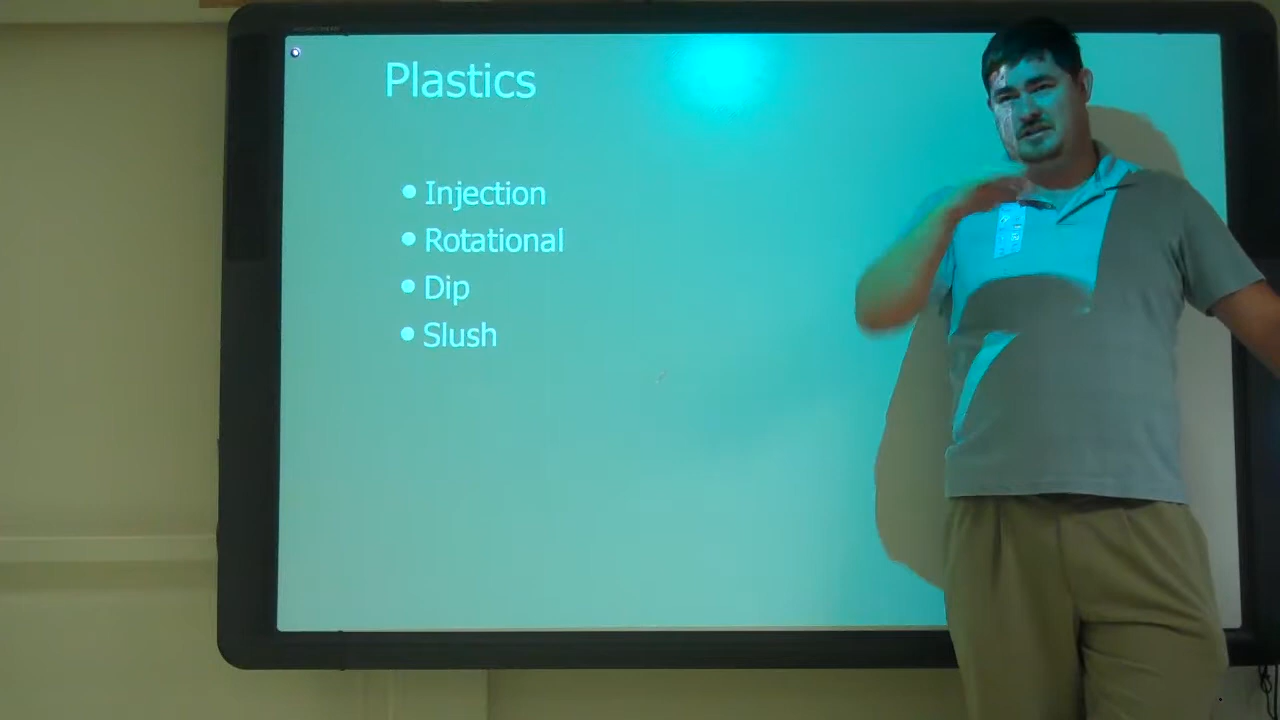 Plastics
• Injection
• Rotational
• Dip
• Slush